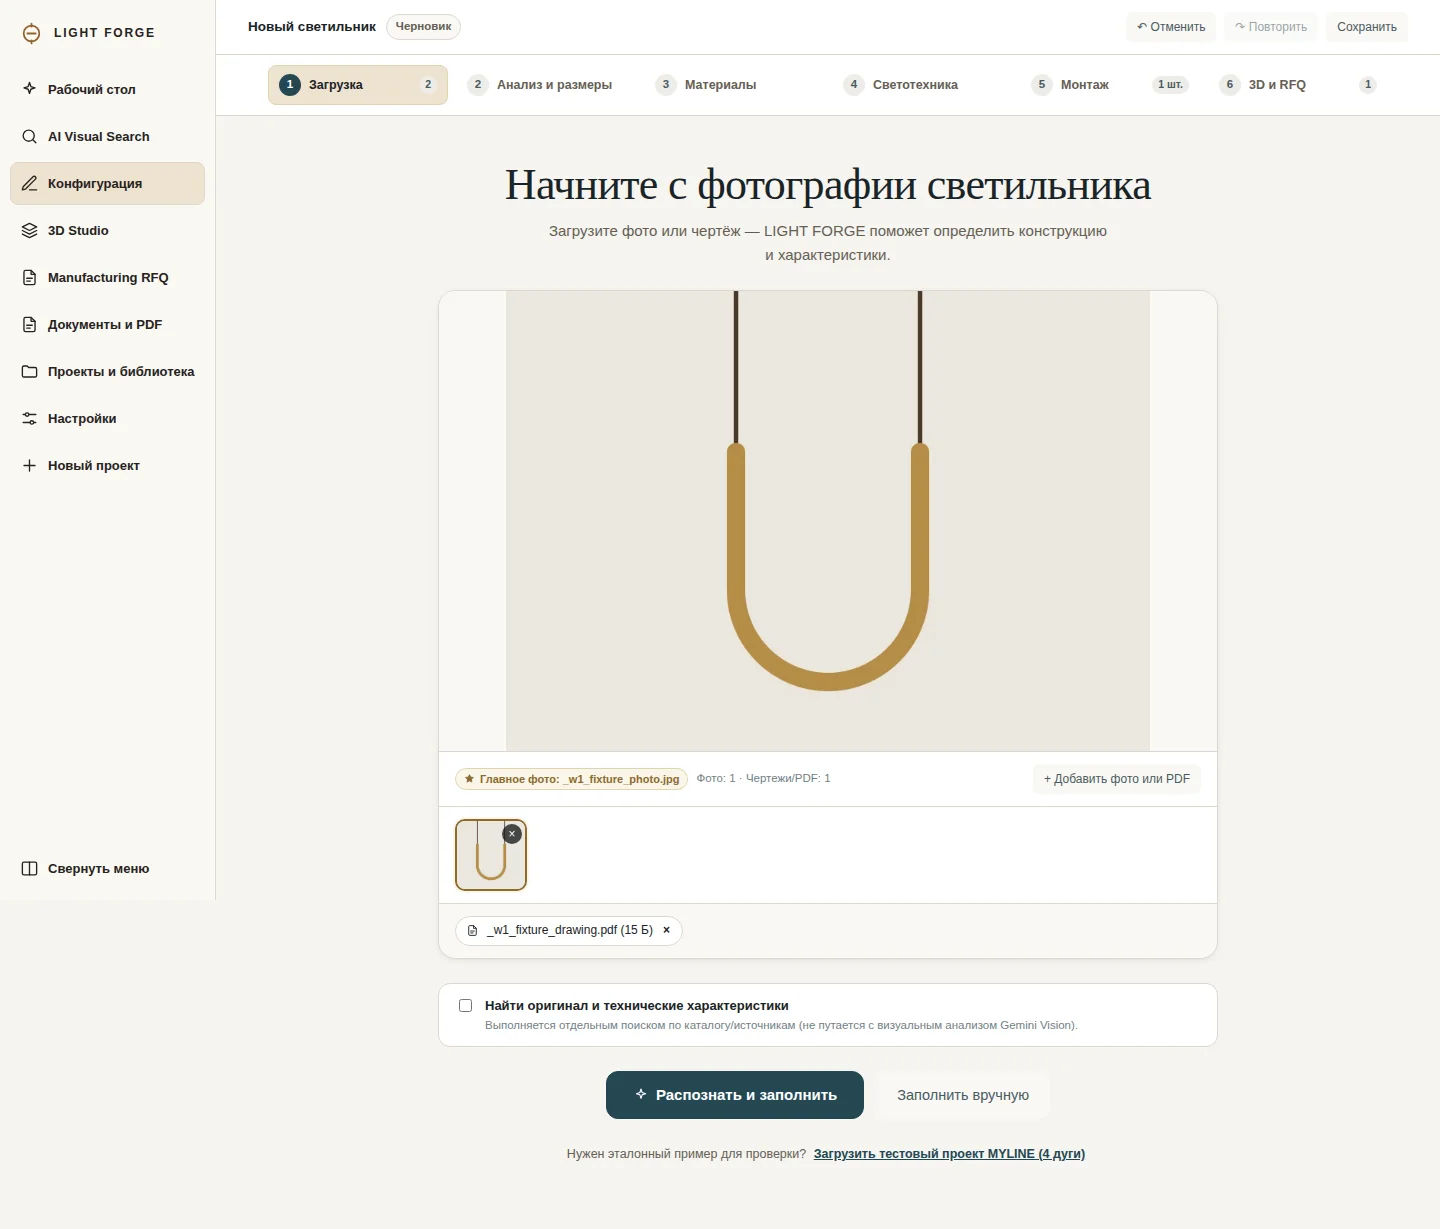 LIGHT FORGE
Рабочий стол
AI Visual Search
Конфигурация
3D Studio
Manufacturing RFQ
Документы и PDF
Проекты и библиотека
Настройки
Новый проект
Свернуть меню
Новый светильник
Черновик
↶ Отменить
↷ Повторить
Сохранить
1 Загрузка 2
2 Анализ и размеры
3 Материалы
4 Светотехника
5 Монтаж 1 шт.
6 3D и RFQ 1
Начните с фотографии светильника
Загрузите фото или чертёж — LIGHT FORGE поможет определить конструкцию
и характеристики.
Главное фото: _w1_fixture_photo.jpg
Фото: 1 · Чертежи/PDF: 1
+ Добавить фото или PDF
×
_w1_fixture_drawing.pdf (15 Б) ×
Найти оригинал и технические характеристики
Выполняется отдельным поиском по каталогу/источникам (не путается с визуальным анализом Gemini Vision).
Распознать и заполнить
Заполнить вручную
Нужен эталонный пример для проверки? Загрузить тестовый проект MYLINE (4 дуги)